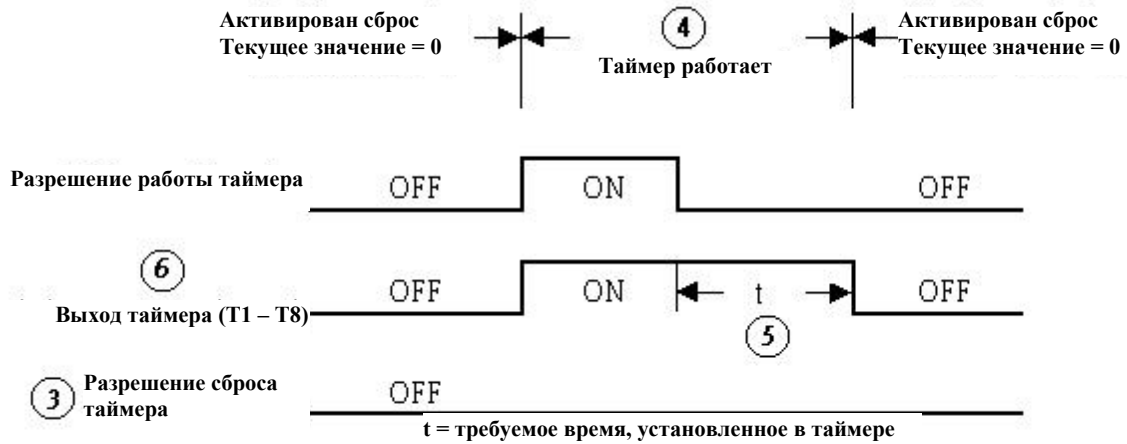 Активирован сброс
Текущее значение = 0
4
Таймер работает
Активирован сброс
Текущее значение = 0
Разрешение работы таймера
OFF
ON
OFF
6
Выход таймера (T1 – T8)
OFF
ON
t
OFF
5
3
Разрешение сброса
таймера
OFF
t = требуемое время, установленное в таймере